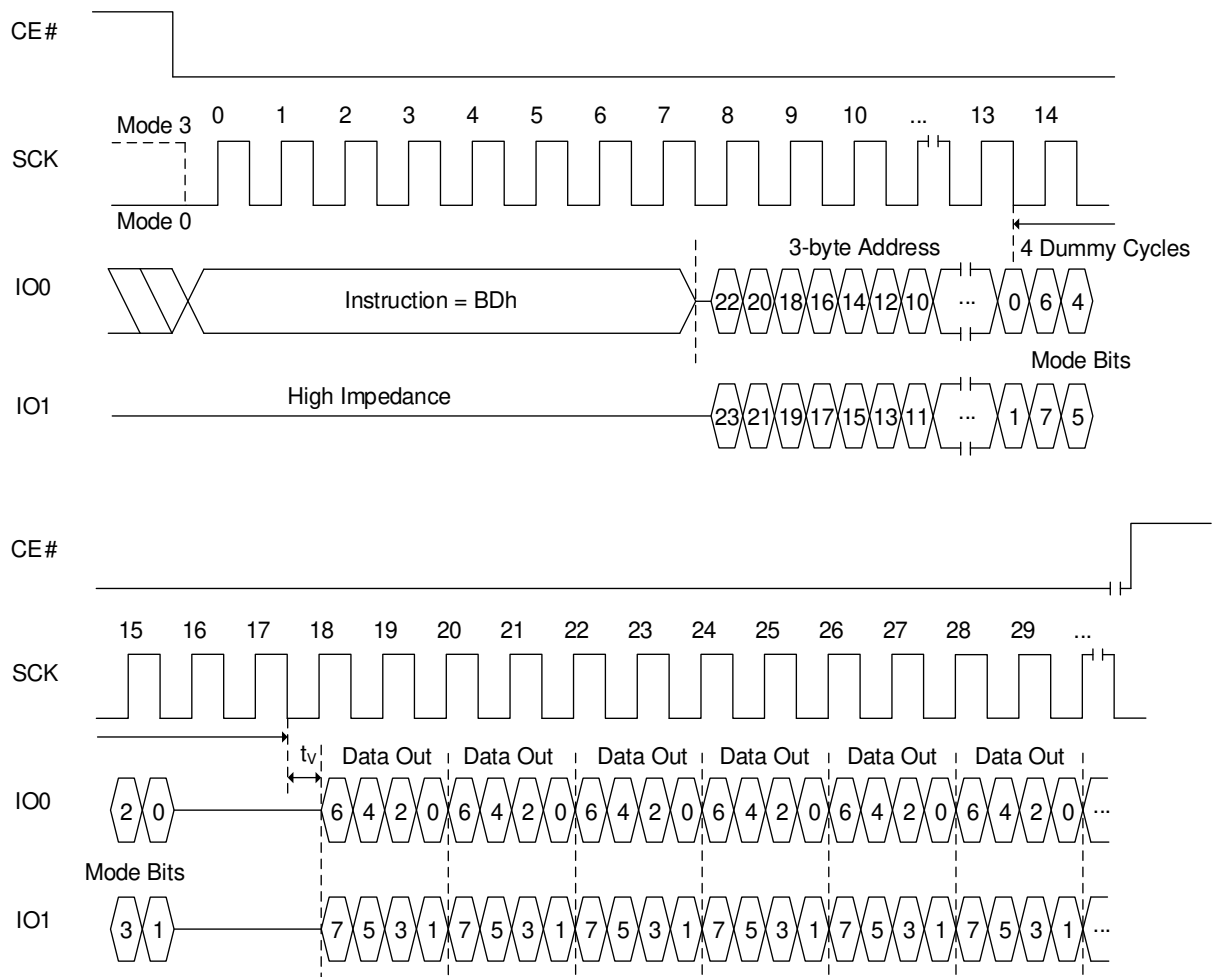 CE#
Mode 3
0 1 2 3 4 5 6 7 8 9 10 ... 13 14
SCK
Mode 0
3-byte Address
4 Dummy Cycles
IO0
Instruction = BDh
22 20 18 16 14 12 10 ... 0 6 4
Mode Bits
IO1
High Impedance
23 21 19 17 15 13 11 ... 1 7 5
CE#
15 16 17 18 19 20 21 22 23 24 25 26 27 28 29 ...
SCK
tV
Data Out Data Out Data Out Data Out Data Out Data Out
IO0
2 0 6 4 2 0 6 4 2 0 6 4 2 0 6 4 2 0 6 4 2 0 6 4 2 0 ...
Mode Bits
IO1
3 1 7 5 3 1 7 5 3 1 7 5 3 1 7 5 3 1 7 5 3 1 7 5 3 1 ...